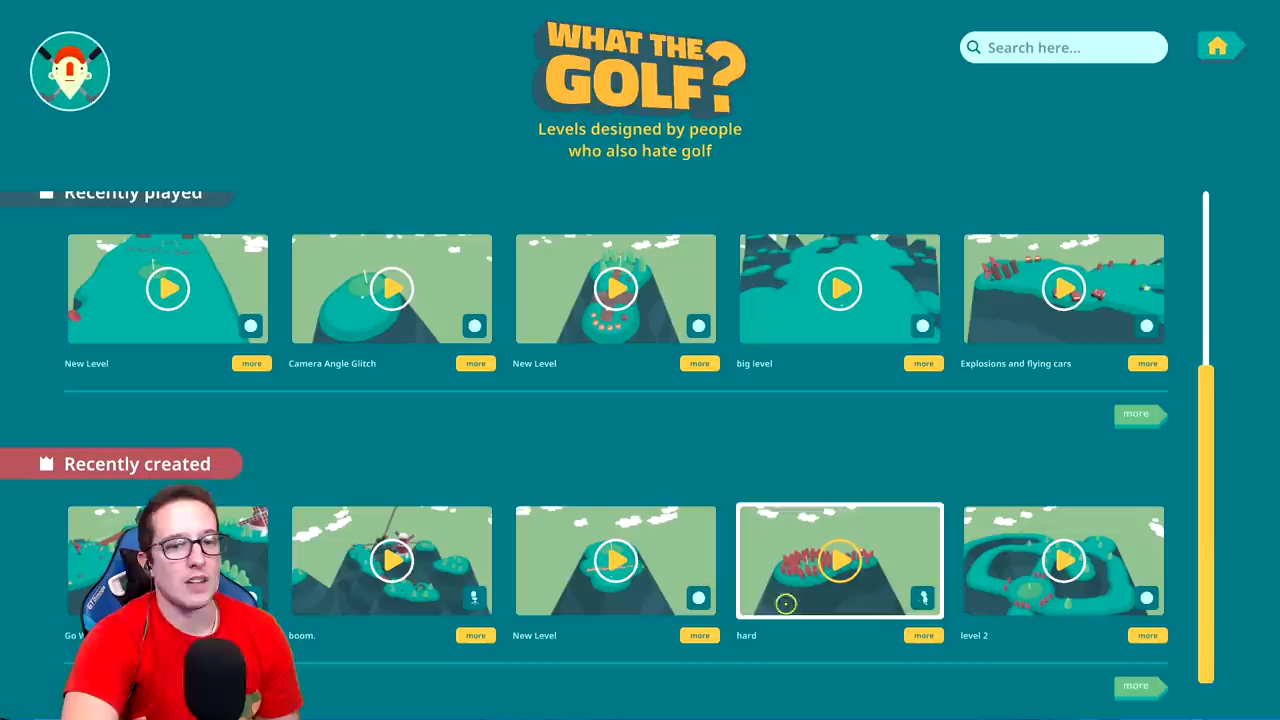 WHAT THE
GOLF?
Levels designed by people
who also hate golf
Search here...
Recently played
New Level
more
Camera Angle Glitch
more
New Level
more
big level
more
Explosions and flying cars
more
more
Recently created
Go
boom.
more
New Level
more
hard
more
level 2
more
more